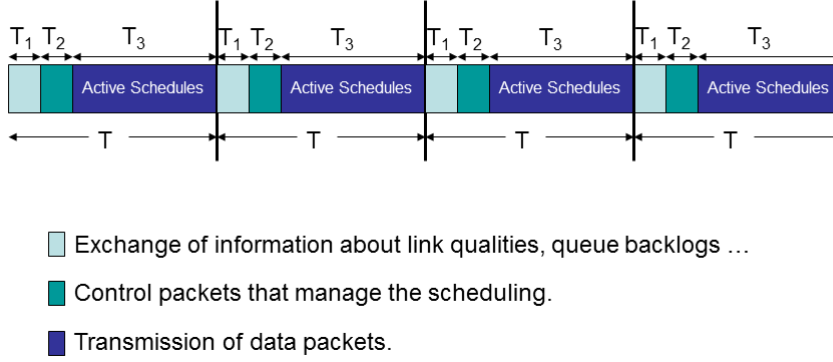 T1 T2 T3 T1 T2 T3 T1 T2 T3 T1 T2 T3
Active Schedules Active Schedules Active Schedules Active Schedules
T T T T
Exchange of information about link qualities, queue backlogs …
Control packets that manage the scheduling.
Transmission of data packets.